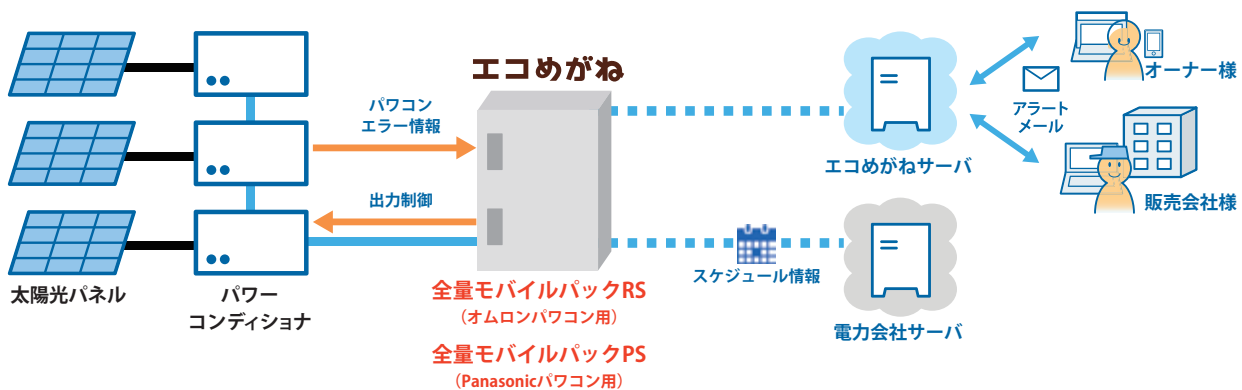 エコめがね
パワコン
エラー情報
出力制御
太陽光パネル
パワー
コンディショナ
全量モバイルパックRS
（オムロンパワコン用）
全量モバイルパックPS
（Panasonicパワコン用）
スケジュール情報
エコめがねサーバ
電力会社サーバ
アラート
メール
オーナー様
販売会社様